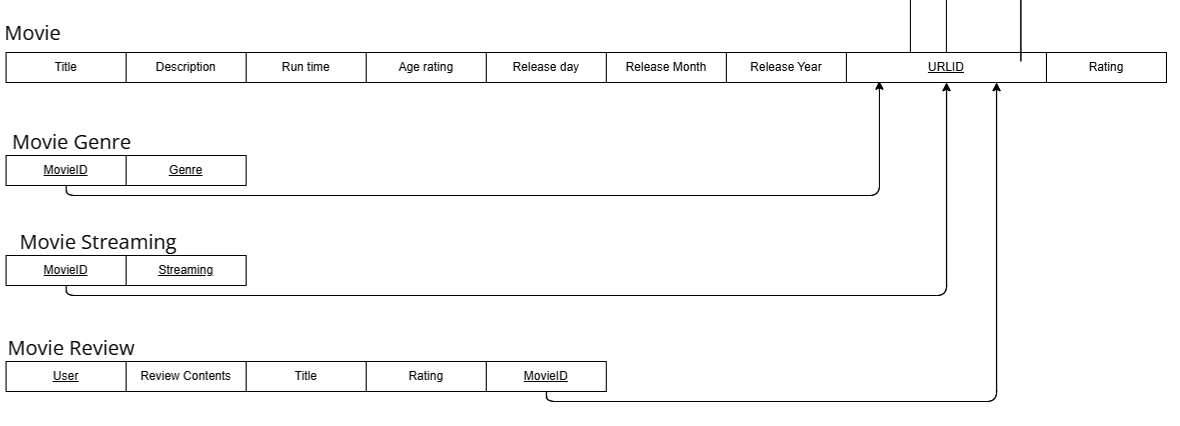 Movie
Title Description Run time Age rating Release day Release Month Release Year URLID Rating
Movie Genre
MovieID Genre
Movie Streaming
MovieID Streaming
Movie Review
User Review Contents Title Rating MovieID